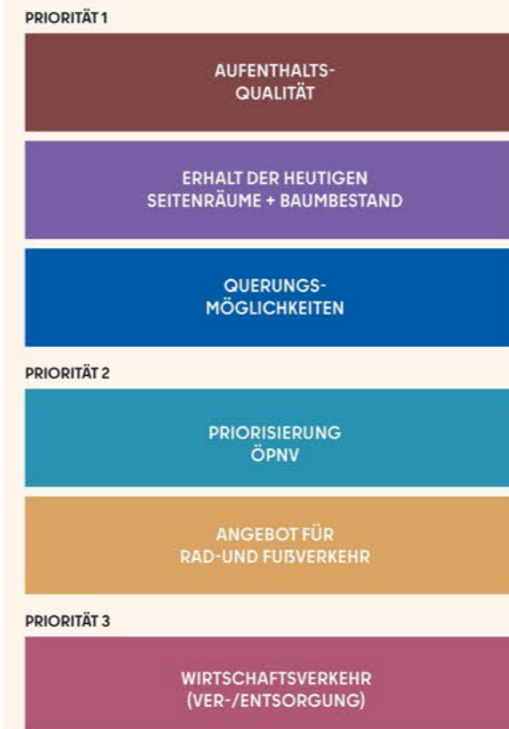 PRIORITÄT 1
AUFENTHALTS-
QUALITÄT
ERHALT DER HEUTIGEN
SEITENRÄUME + BAUMBESTAND
QUERUNGS-
MÖGLICHKEITEN
PRIORITÄT 2
PRIORISIERUNG
ÖPNV
ANGEBOT FÜR
RAD-UND FUẞVERKEHR
PRIORITÄT 3
WIRTSCHAFTSVERKEHR
(VER-/ENTSORGUNG)